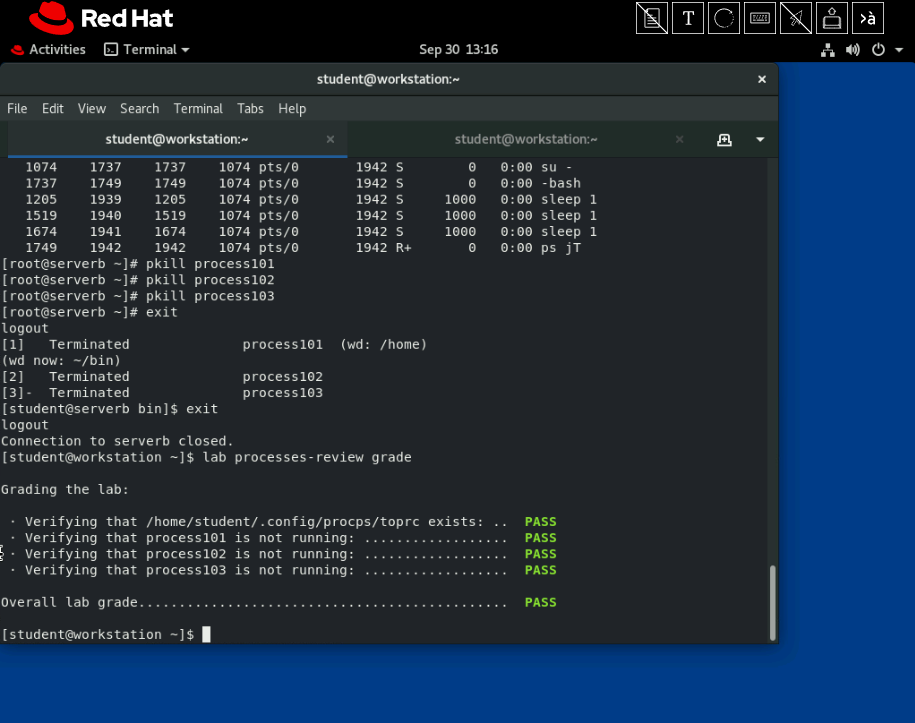 Red Hat
T
>à
Activities Terminal Sep 30 13:16
student@workstation:~ ×
File Edit View Search Terminal Tabs Help
student@workstation:~ × student@workstation:~ ×
1074 1737 1737 1074 pts/0 1942 S 0 0:00 su -
1737 1749 1749 1074 pts/0 1942 S 0 0:00 -bash
1205 1939 1205 1074 pts/0 1942 S 1000 0:00 sleep 1
1519 1940 1519 1074 pts/0 1942 S 1000 0:00 sleep 1
1674 1941 1674 1074 pts/0 1942 S 1000 0:00 sleep 1
1749 1942 1942 1074 pts/0 1942 R+ 0 0:00 ps jT
[root@serverb ~]# pkill process101
[root@serverb ~]# pkill process102
[root@serverb ~]# pkill process103
[root@serverb ~]# exit
logout
[1] Terminated process101 (wd: /home)
(wd now: ~/bin)
[2] Terminated process102
[3]- Terminated process103
[student@serverb bin]$ exit
logout
Connection to serverb closed.
[student@workstation ~]$ lab processes-review grade
Grading the lab:
· Verifying that /home/student/.config/procps/toprc exists: .. PASS
· Verifying that process101 is not running: .................. PASS
· Verifying that process102 is not running: .................. PASS
· Verifying that process103 is not running: .................. PASS
Overall lab grade.............................................. PASS
[student@workstation ~]$